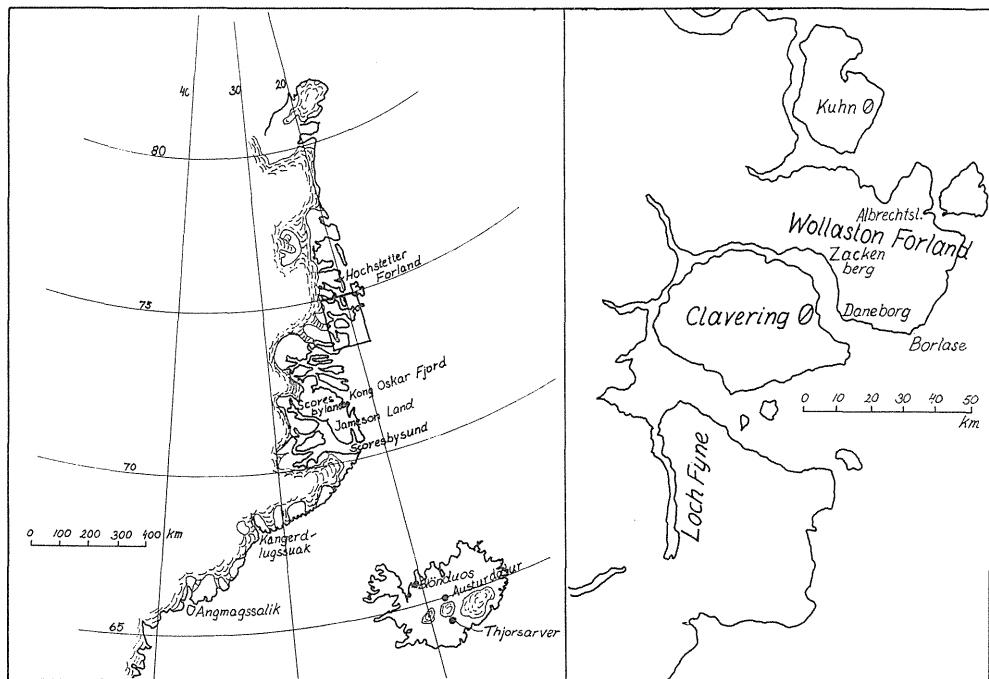 40
30
20
80
Hochstetter
Forland
75
Scores
byland
Kong Oskar Fjord
Jameson Land
Scoresbysund
70
0 100 200 300 400 km
Kangerd-
lugssuak
Angmagssalik
65
Blönduos
Austurdalur
Thjorsarver
Kuhn Ø
Albrechtsl.
Wollaston Forland
Zacken
berg
Daneborg
Clavering Ø
Borlase
0 10 20 30 40 50
km
Loch Fyne